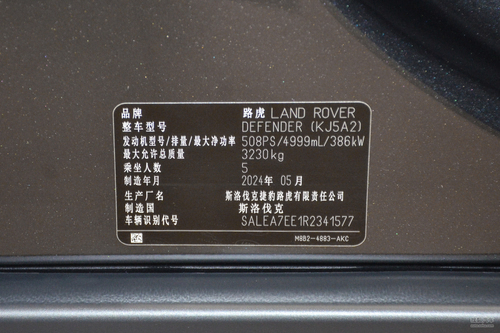 品牌 路虎 LAND ROVER
整车型号 DEFENDER (KJ5A2)
发动机型号/排量/最大净功率 508PS/4999mL/386kW
最大允许总质量 3230kg
乘坐人数 5
制造年月 2024年 05月
生产厂名 斯洛伐克捷豹路虎有限责任公司
制造国 斯洛伐克
车辆识别代号 SALEA7EE1R2341577
M8B2-4883-AKC